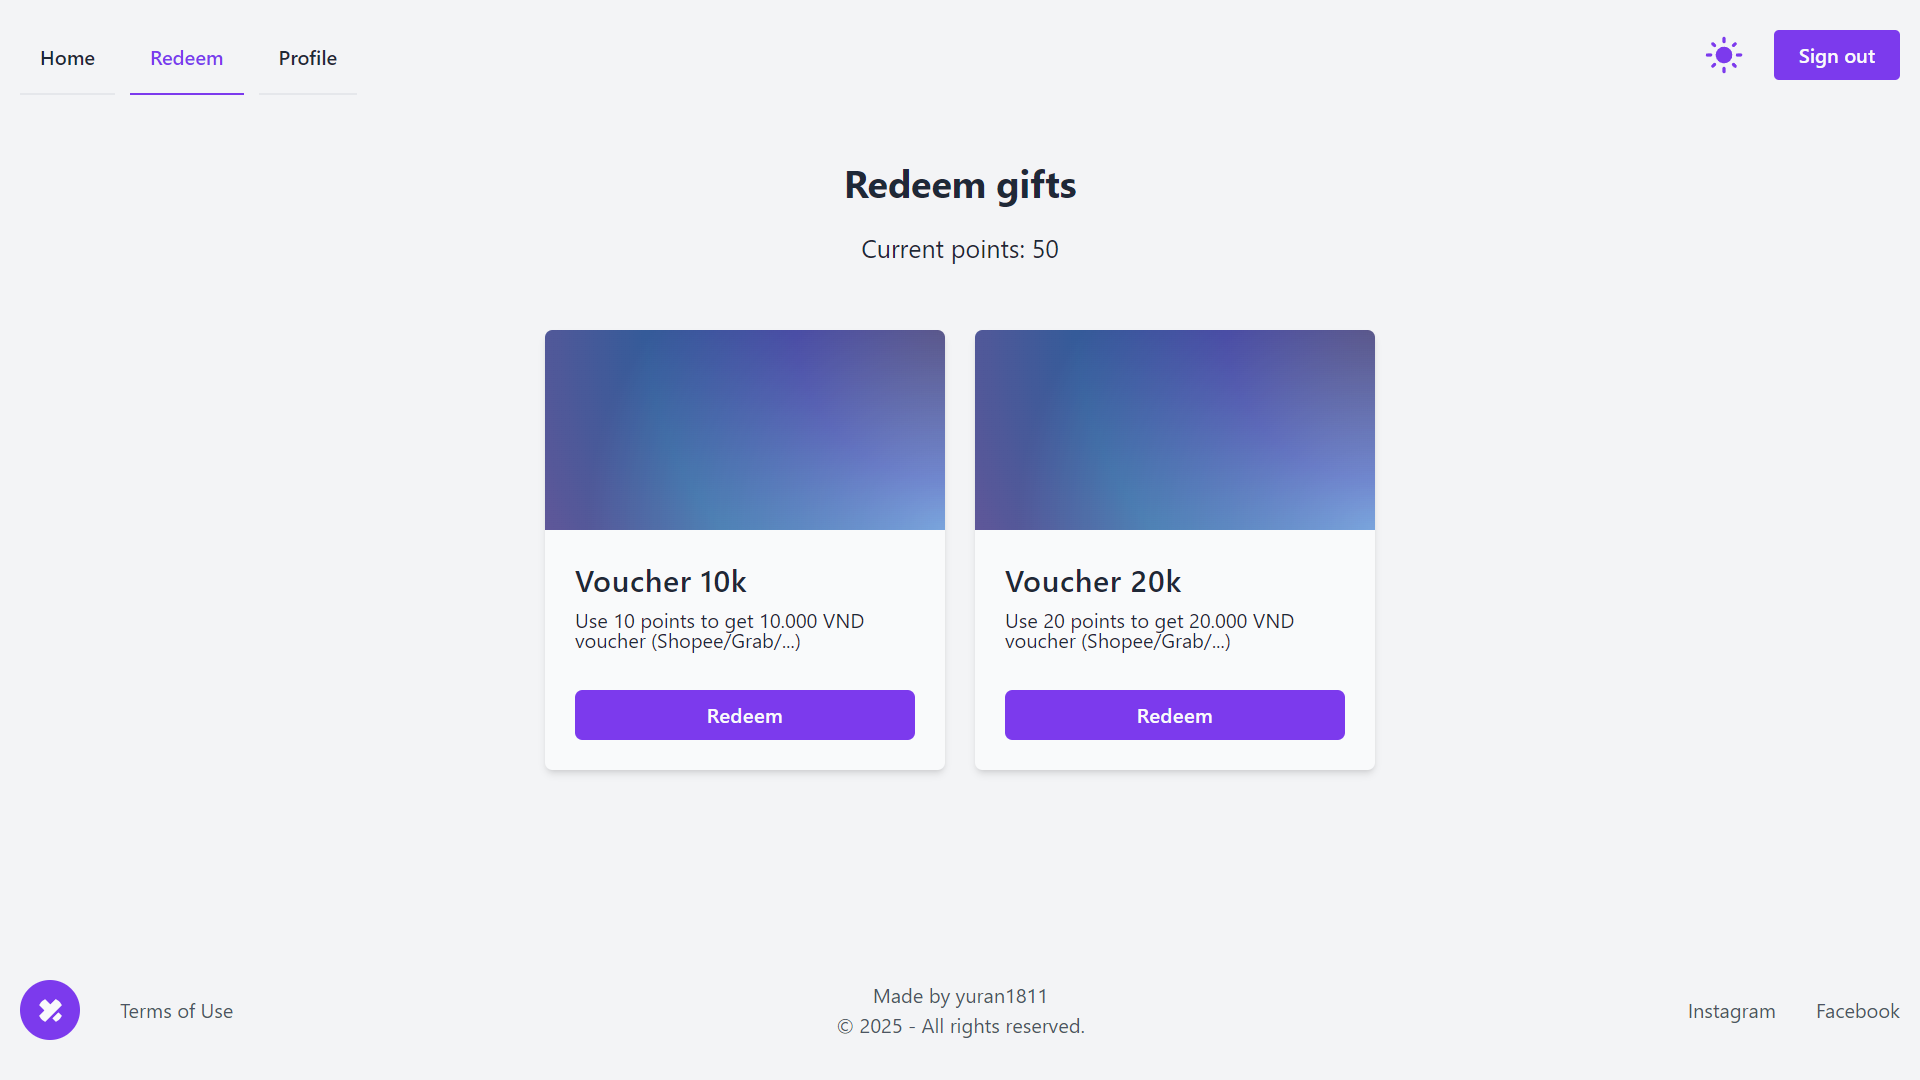 Home
Redeem
Profile
Sign out
Redeem gifts
Current points: 50
Voucher 10k
Use 10 points to get 10.000 VND
voucher (Shopee/Grab/...)
Redeem
Voucher 20k
Use 20 points to get 20.000 VND
voucher (Shopee/Grab/...)
Redeem
Terms of Use
Made by yuran1811
© 2025 - All rights reserved.
Instagram
Facebook